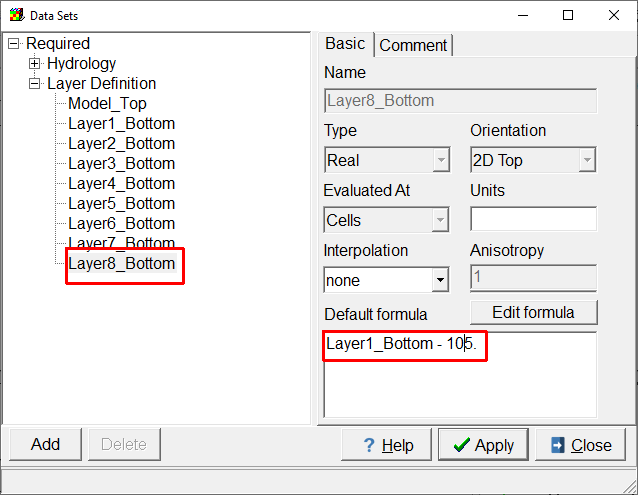 Data Sets
Required
Hydrology
Layer Definition
Model_Top
Layer1_Bottom
Layer2_Bottom
Layer3_Bottom
Layer4_Bottom
Layer5_Bottom
Layer6_Bottom
Layer7_Bottom
Layer8_Bottom
Basic Comment
Name
Layer8_Bottom
Type Orientation
Real 2D Top
Evaluated At Units
Cells
Interpolation Anisotropy
none 1
Default formula Edit formula
Layer1_Bottom - 105.
Add Delete ? Help Apply Close